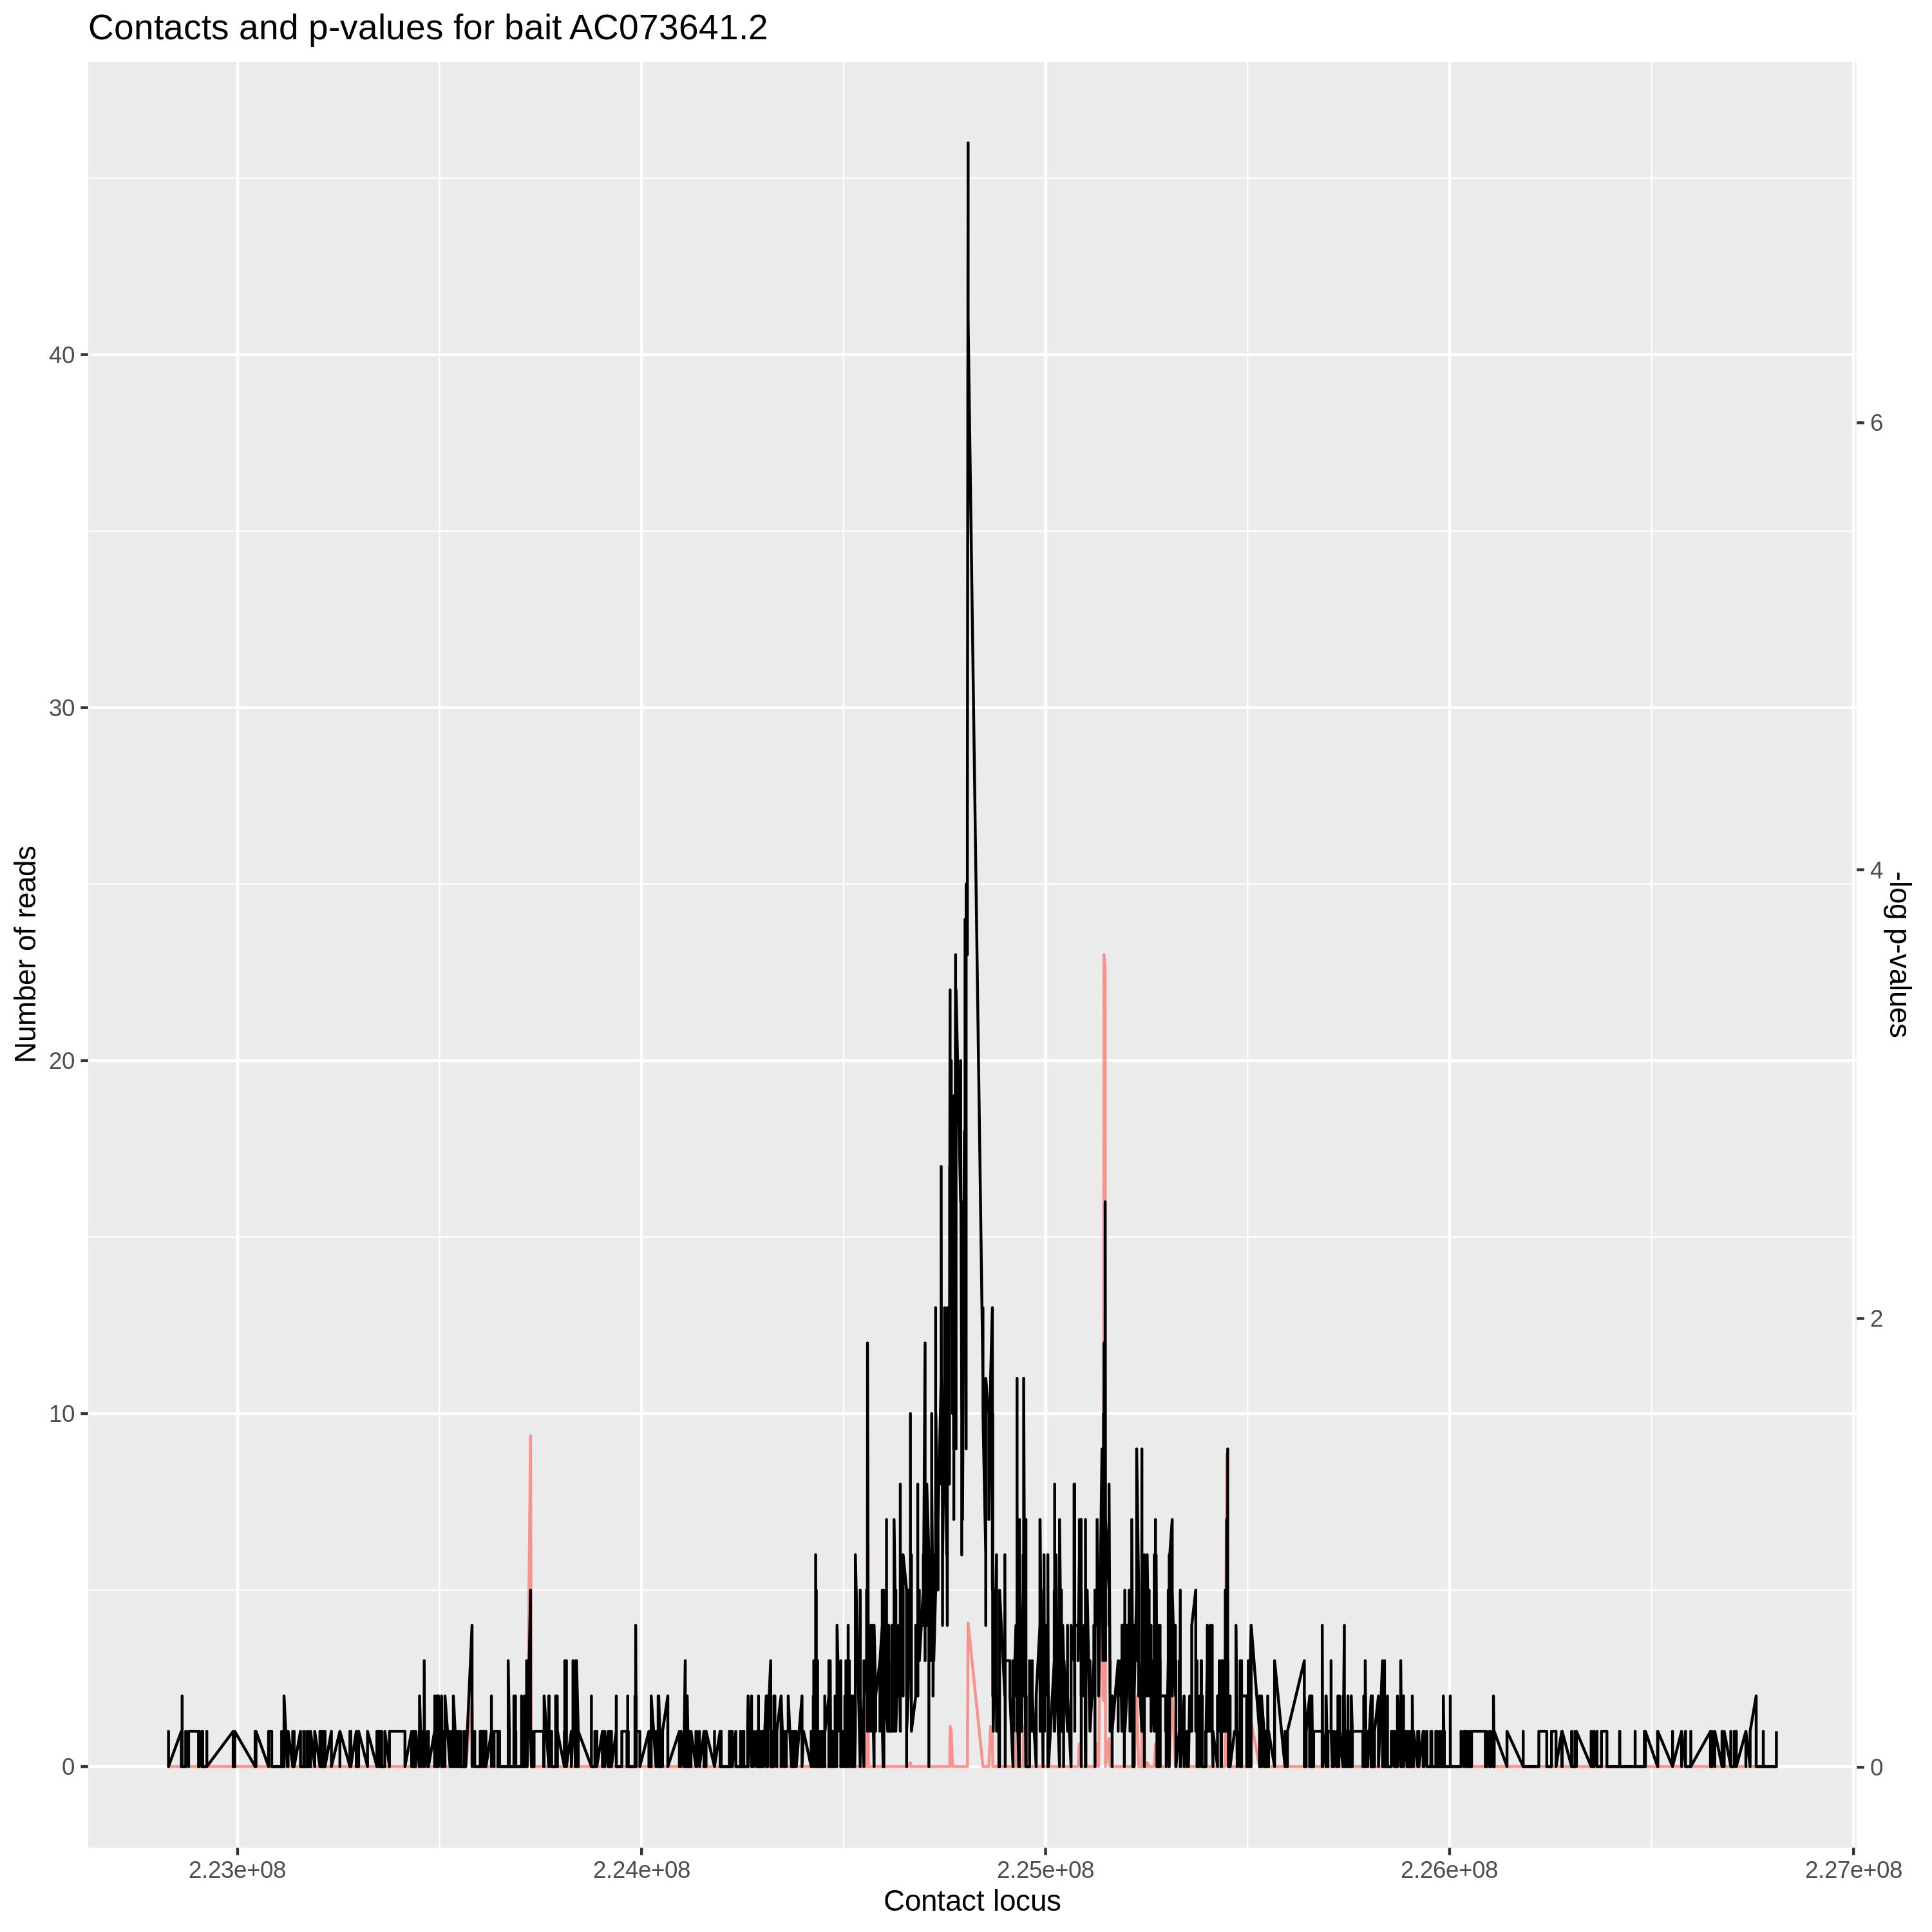 Contacts and p-values for bait AC073641.2
Number of reads
40
30
20
10
0
6
4
2
0
-log p-values
2.23e+08 2.24e+08 2.25e+08 2.26e+08 2.27e+08
Contact locus